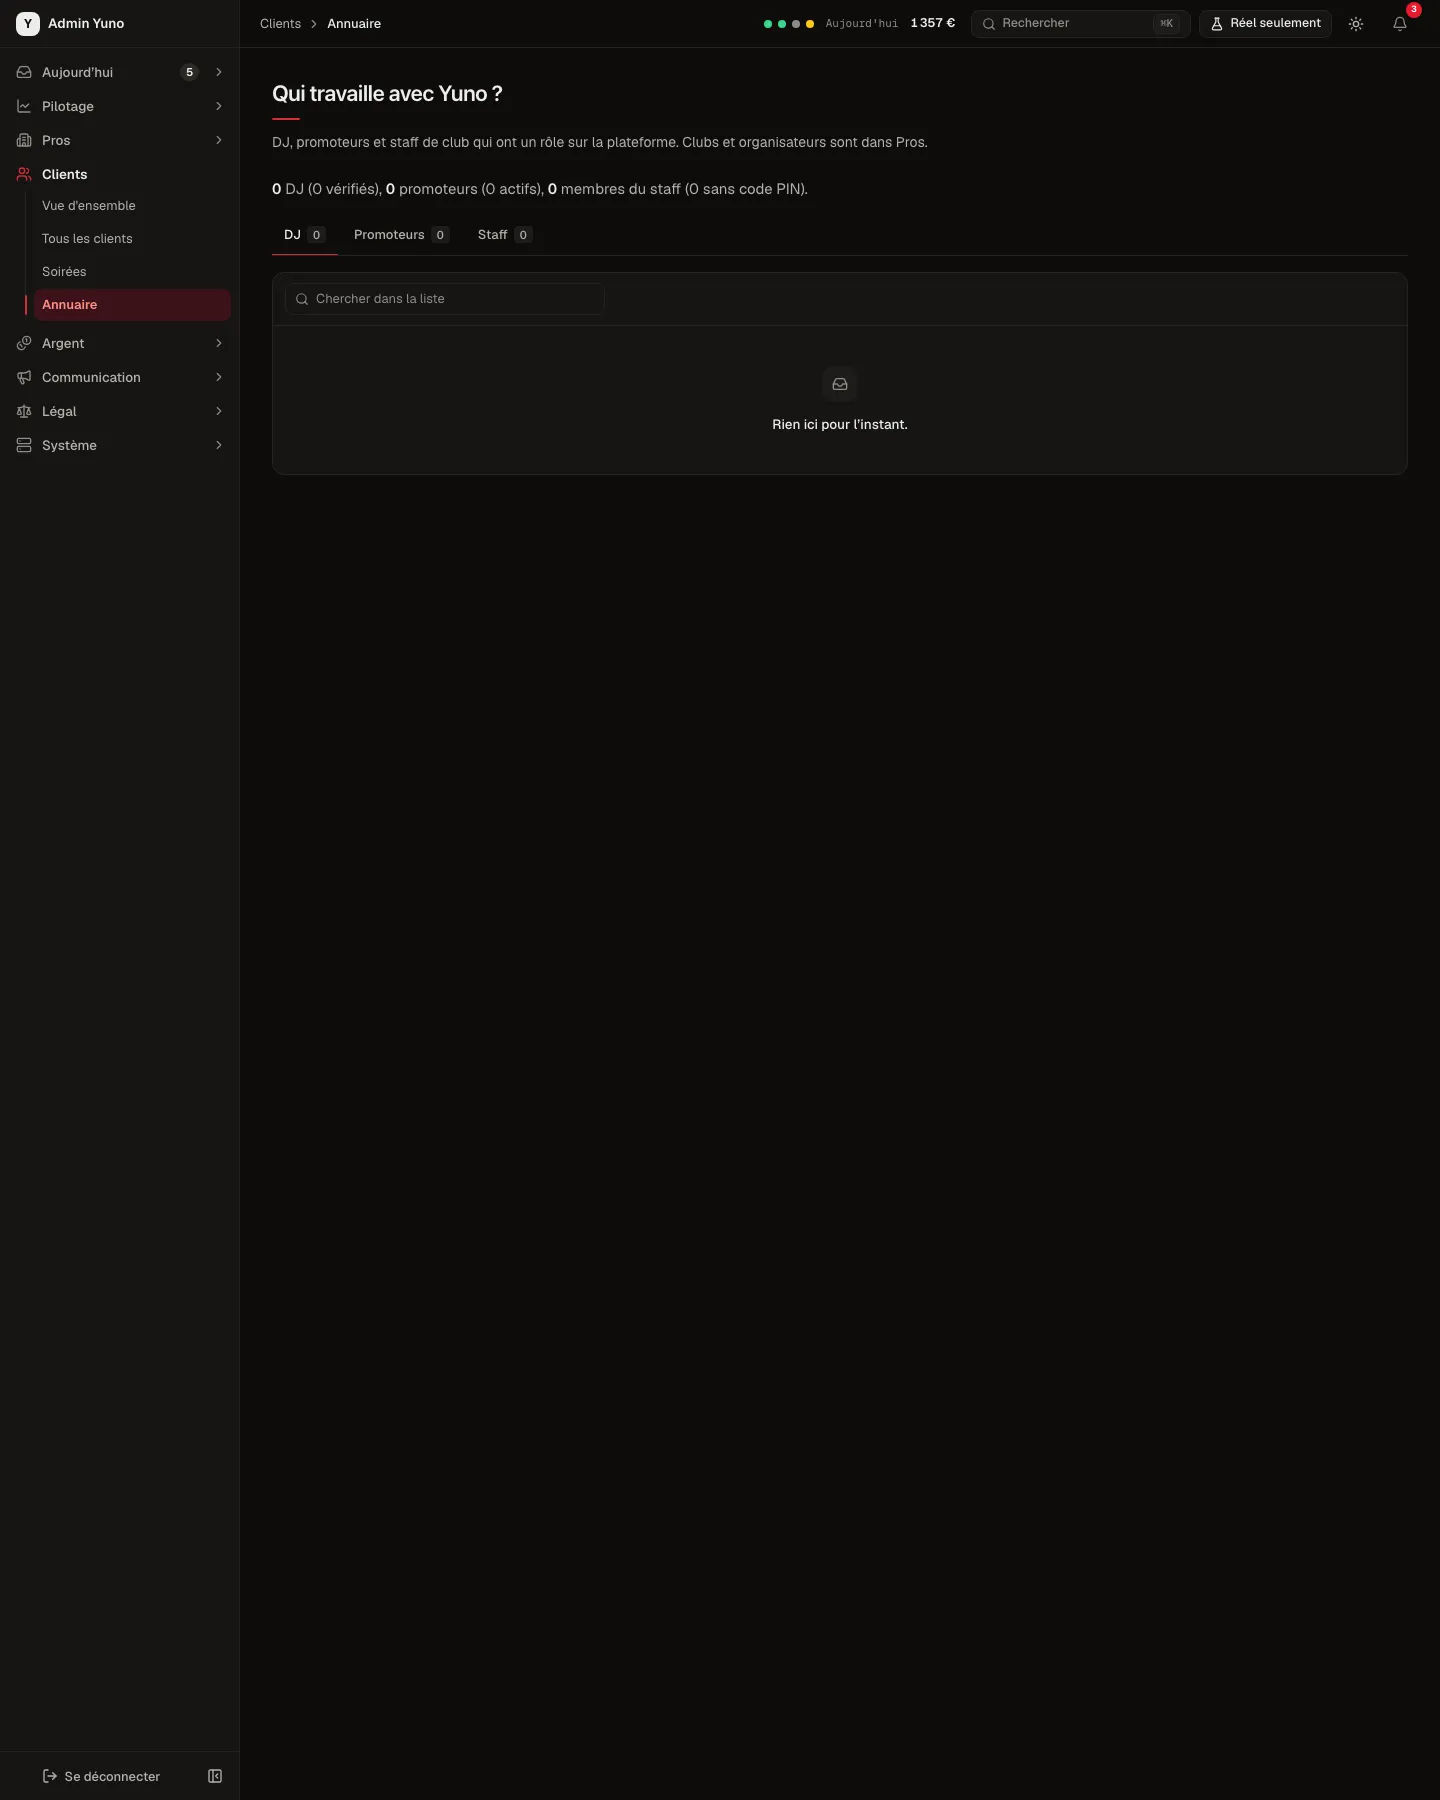 Y Admin Yuno
Clients > Annuaire
Aujourd'hui 1 357 €
Rechercher ⌘K
Réel seulement
3
Aujourd’hui 5
Pilotage
Pros
Clients
Vue d'ensemble
Tous les clients
Soirées
Annuaire
Argent
Communication
Légal
Système
Qui travaille avec Yuno ?
DJ, promoteurs et staff de club qui ont un rôle sur la plateforme. Clubs et organisateurs sont dans Pros.
0 DJ (0 vérifiés), 0 promoteurs (0 actifs), 0 membres du staff (0 sans code PIN).
DJ 0 Promoteurs 0 Staff 0
Chercher dans la liste
Rien ici pour l’instant.
Se déconnecter